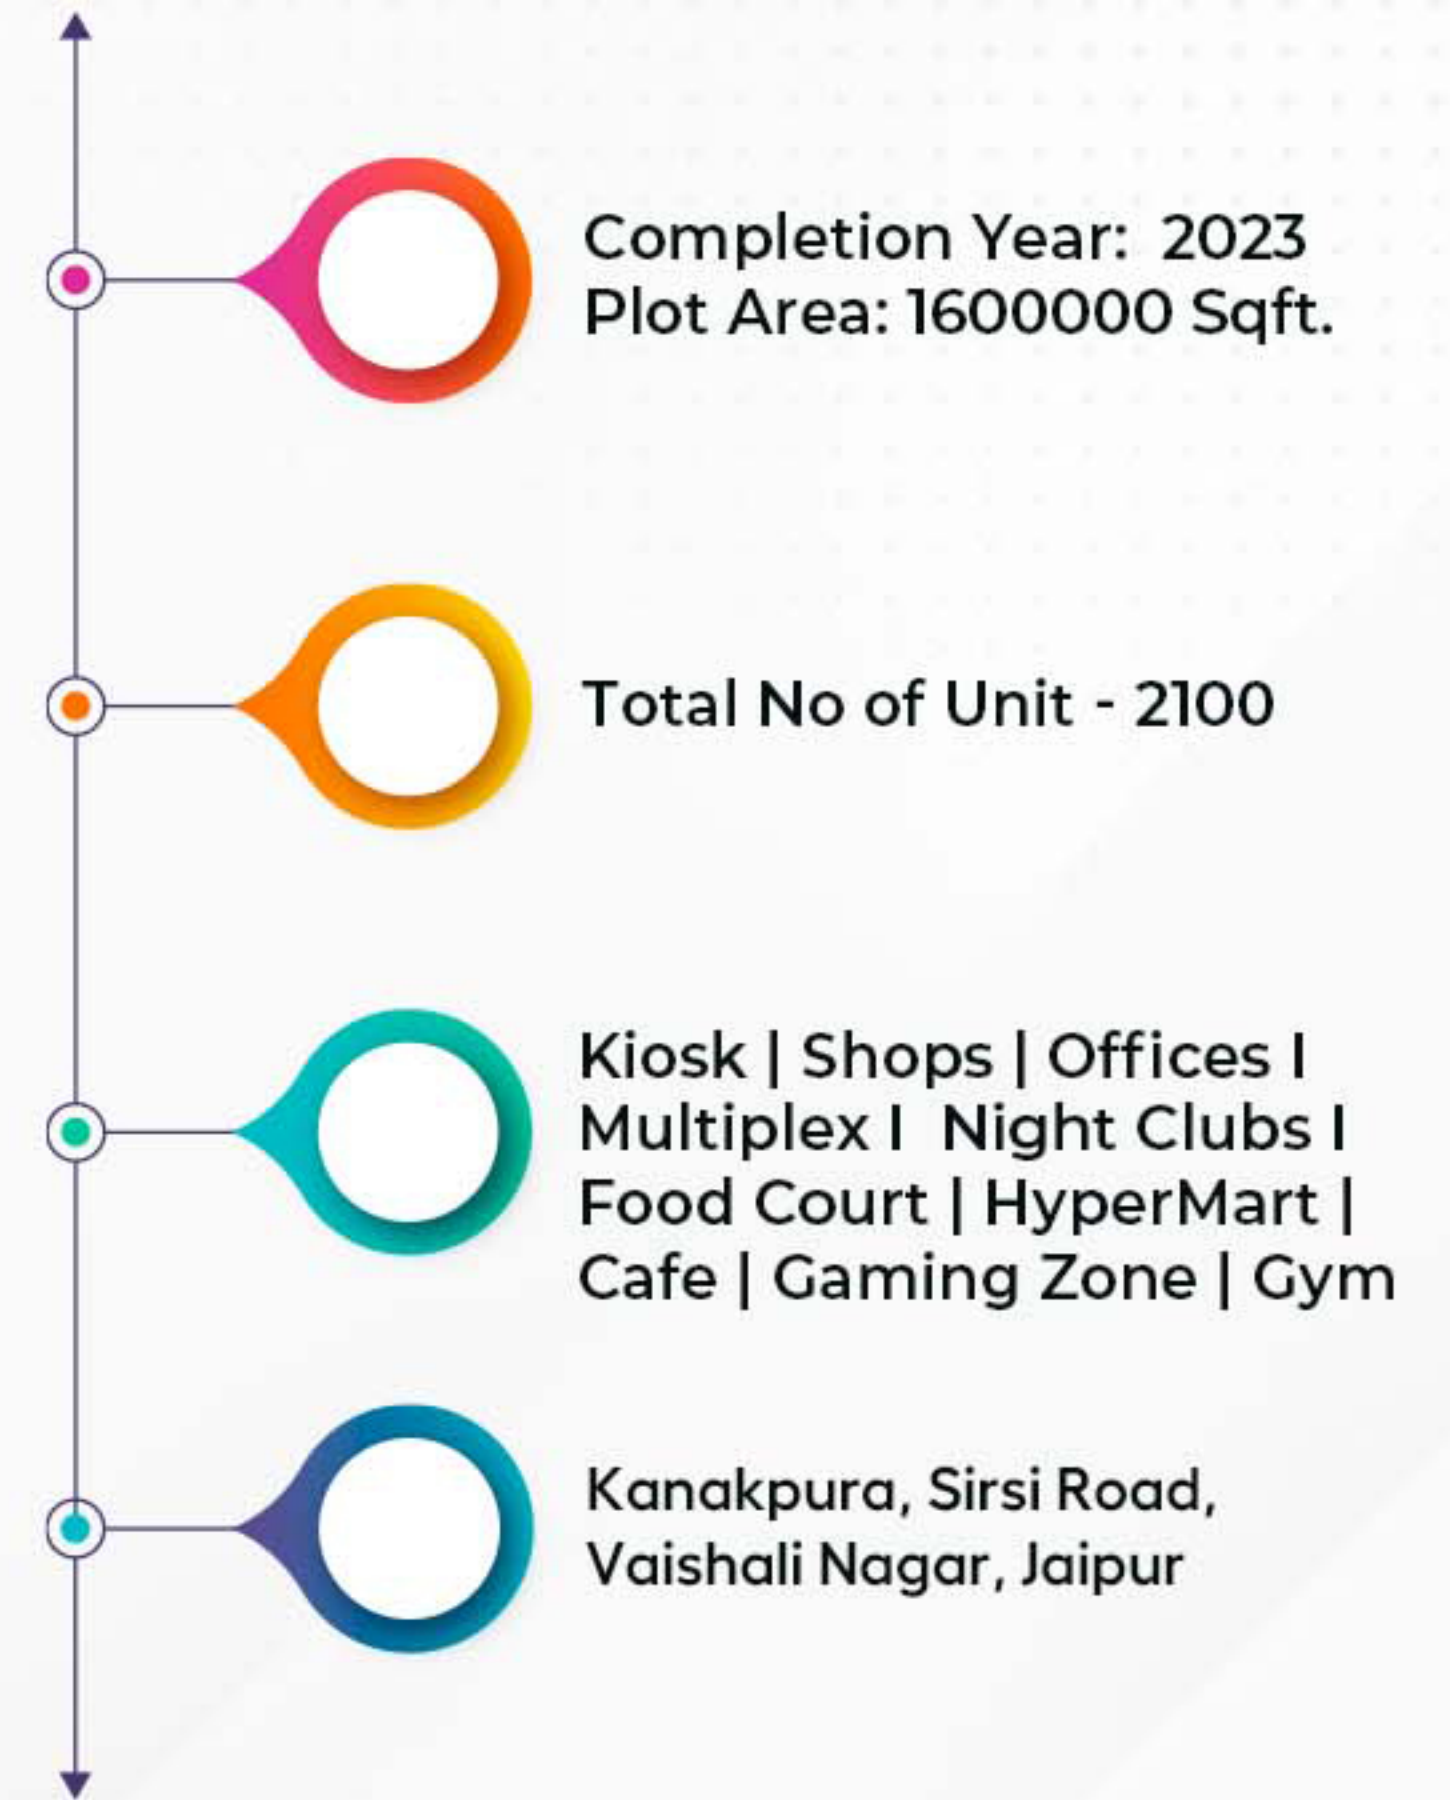 Completion Year:  2023
Plot Area: 1600000 Sqft.
Total No of Unit - 2100
Kiosk | Shops | Offices I
Multiplex I  Night Clubs I
Food Court | HyperMart |
Cafe | Gaming Zone | Gym
Kanakpura, Sirsi Road,
Vaishali Nagar, Jaipur